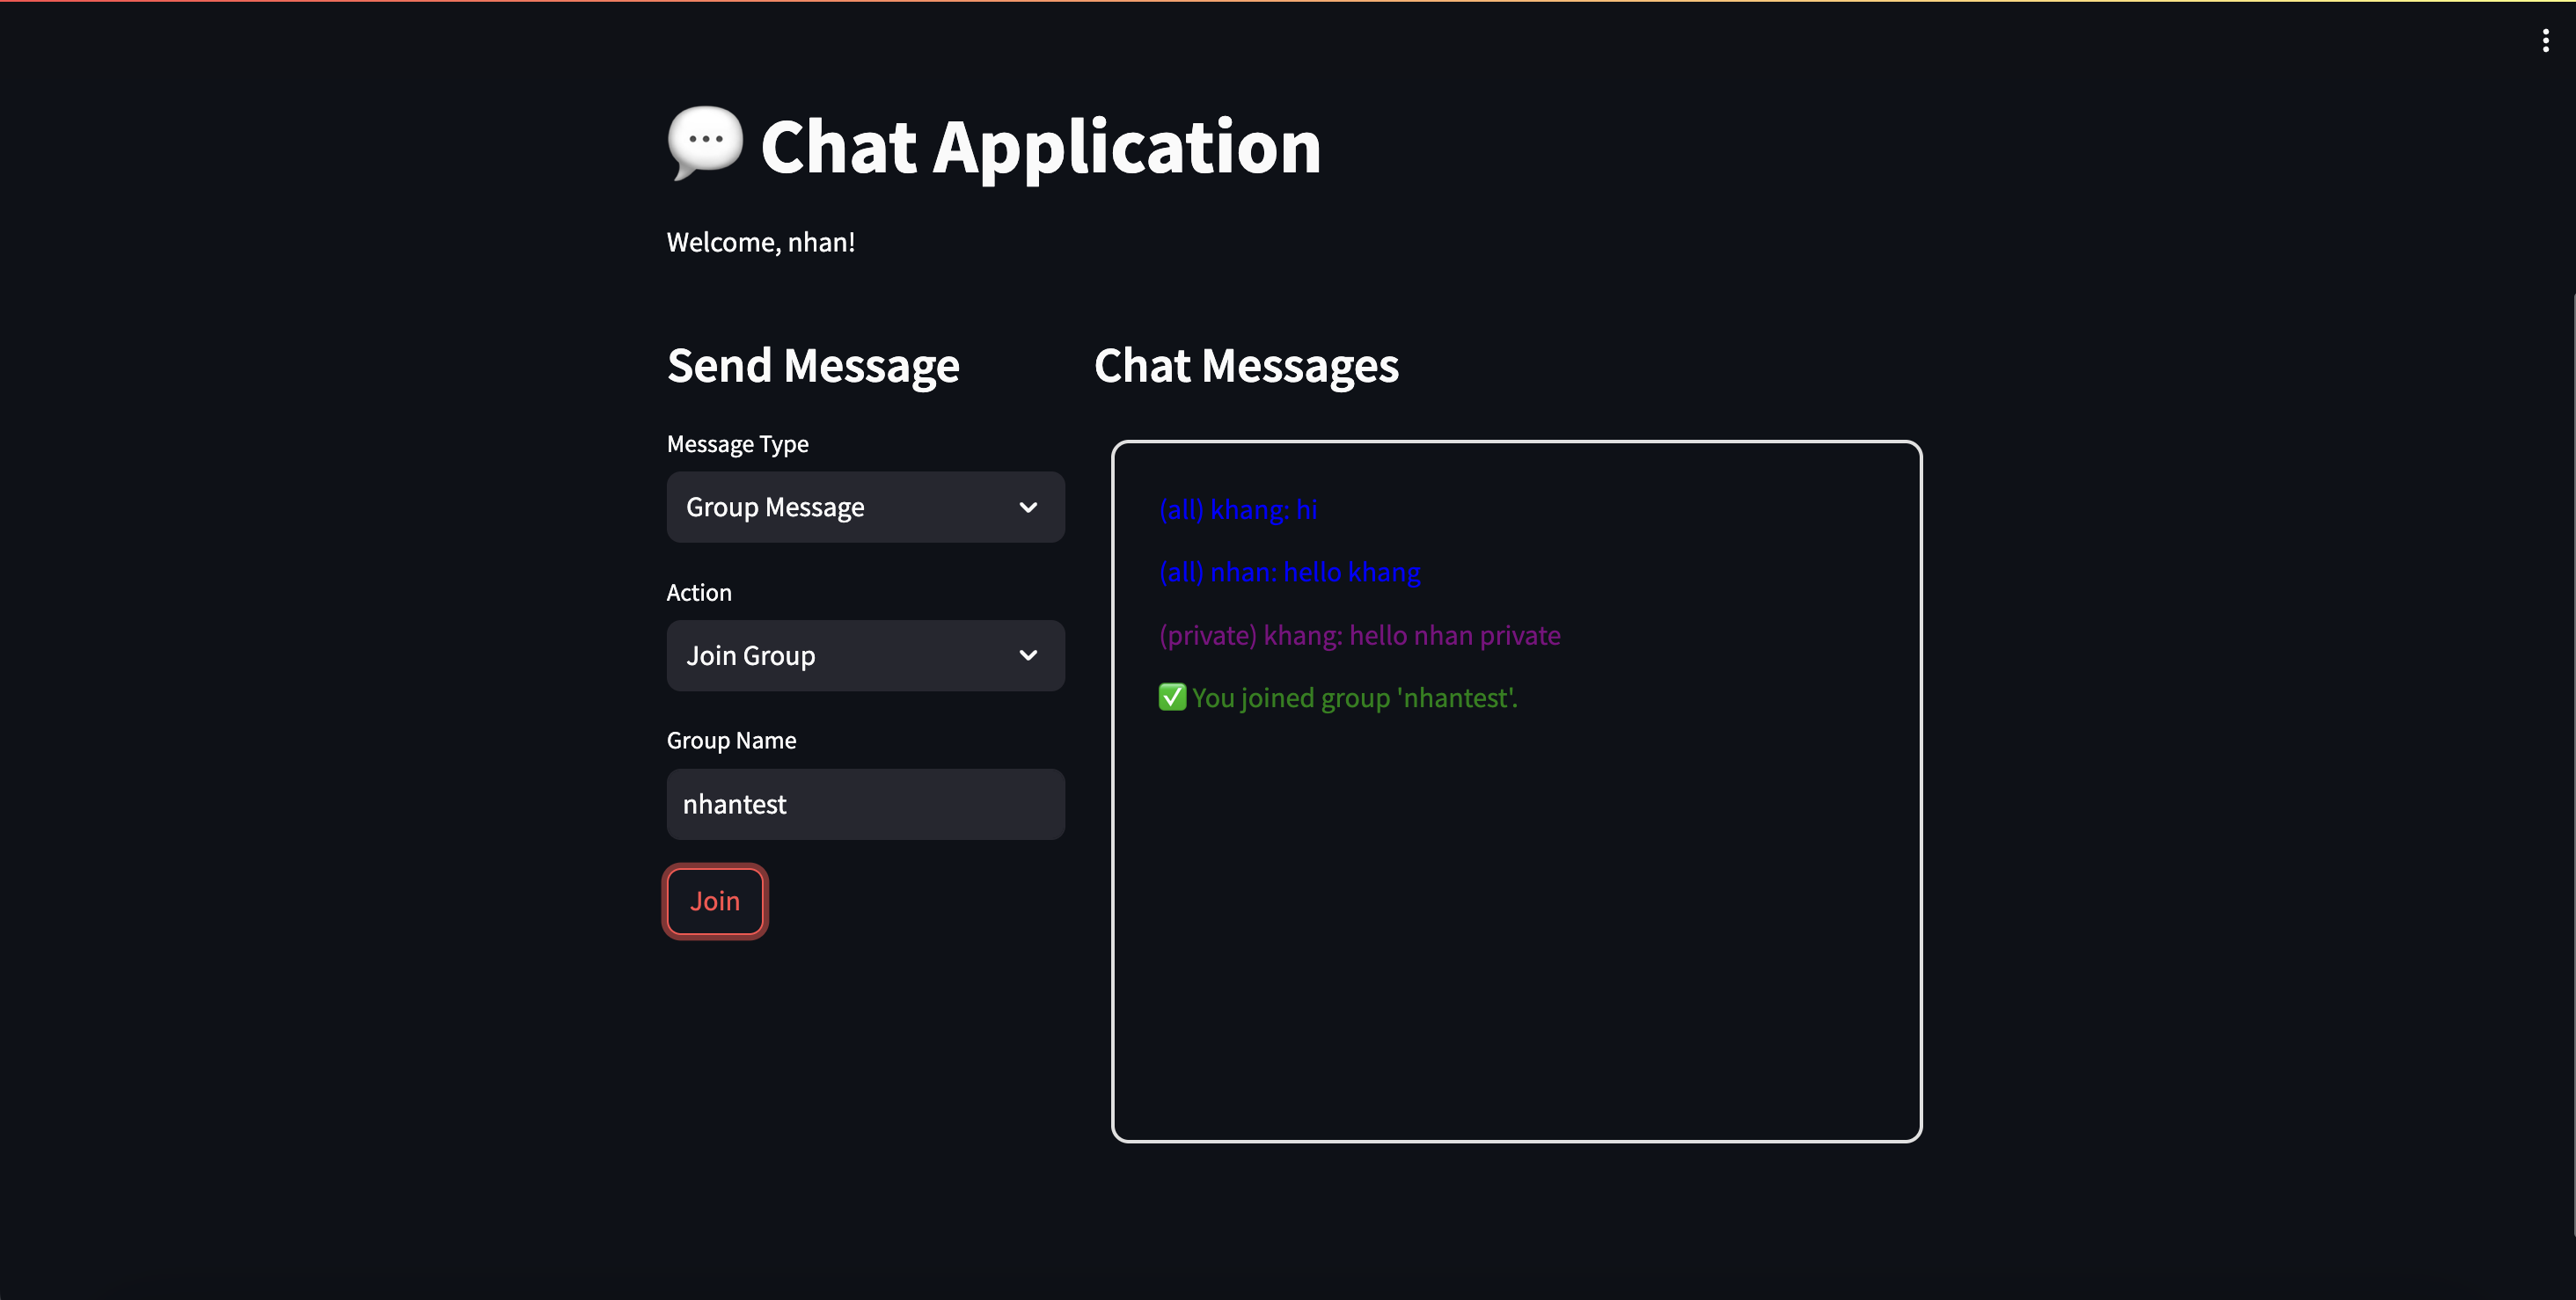 💬 Chat Application
Welcome, nhan!
Send Message
Message Type
Group Message
Action
Join Group
Group Name
nhantest
Join
Chat Messages
(all) khang: hi
(all) nhan: hello khang
(private) khang: hello nhan private
✅ You joined group 'nhantest'.